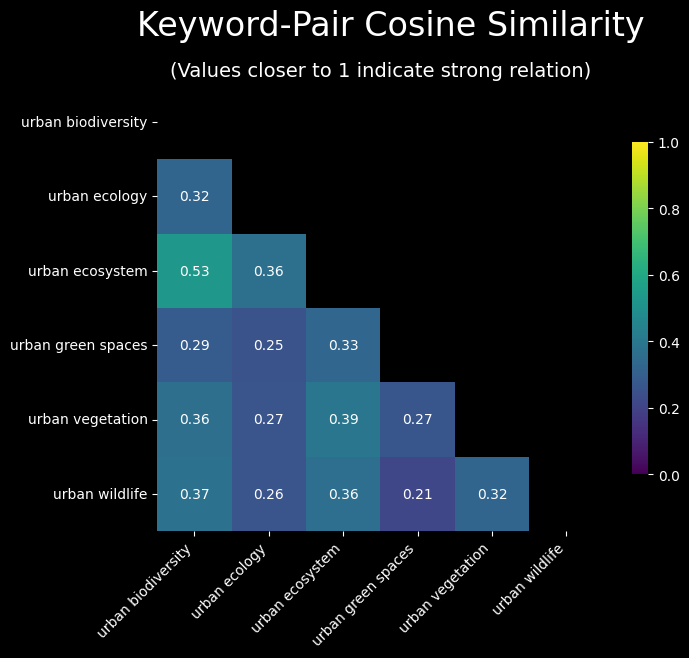 Keyword-Pair Cosine Similarity
(Values closer to 1 indicate strong relation)
urban biodiversity
urban ecology 0.32
urban ecosystem 0.53 0.36
urban green spaces 0.29 0.25 0.33
urban vegetation 0.36 0.27 0.39 0.27
urban wildlife 0.37 0.26 0.36 0.21 0.32
urban biodiversity
urban ecology
urban ecosystem
urban green spaces
urban vegetation
urban wildlife
1.0
0.8
0.6
0.4
0.2
0.0